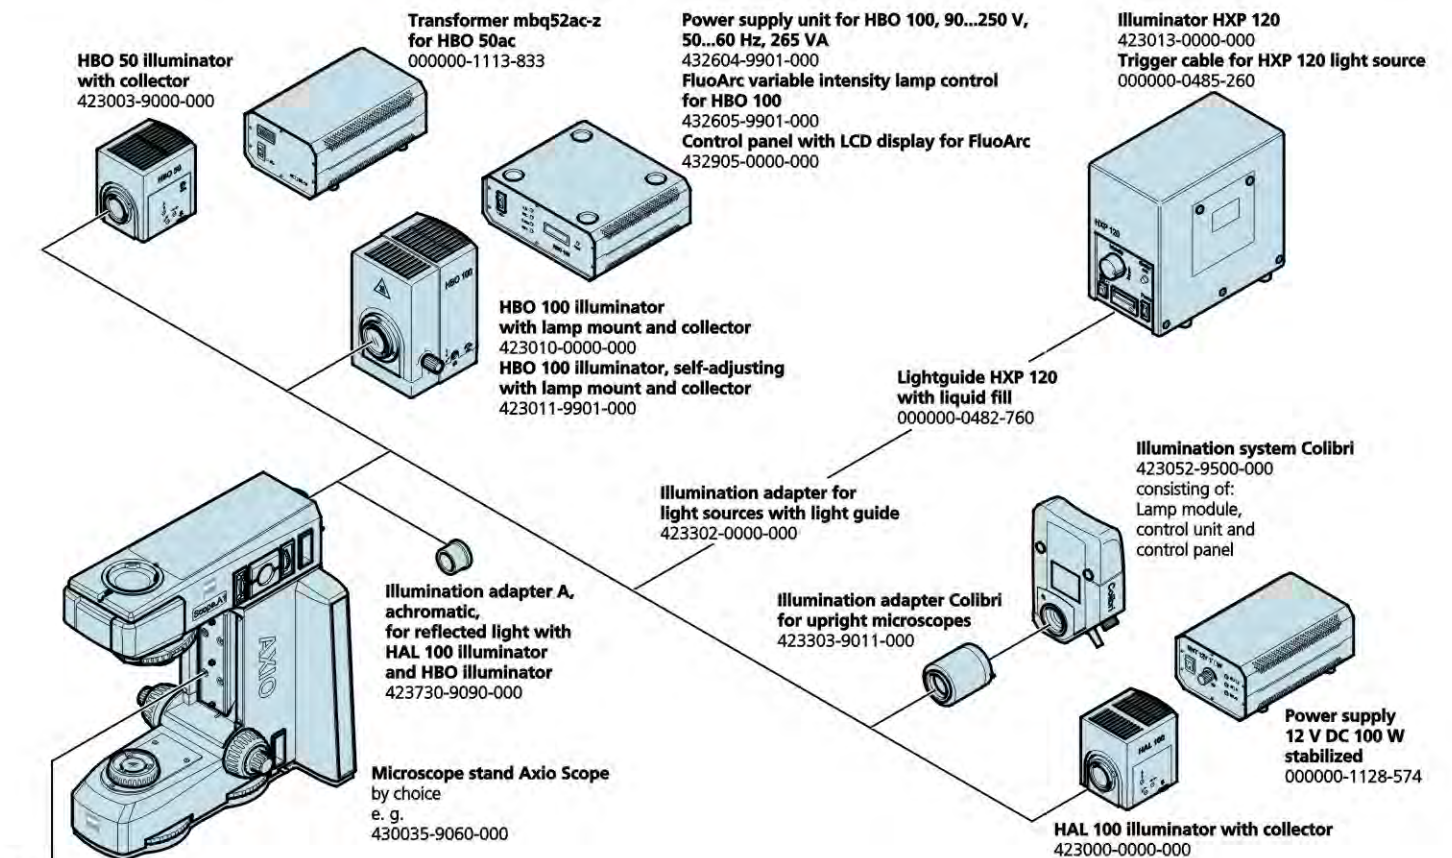 HBO 50 illuminator
with collector
423003-9000-000
Transformer mbq52ac-z
for HBO 50ac
000000-1113-833
Power supply unit for HBO 100, 90...250 V,
50...60 Hz, 265 VA
432604-9901-000
FluoArc variable intensity lamp control
for HBO 100
432605-9901-000
Control panel with LCD display for FluoArc
432905-0000-000
Illuminator HXP 120
423013-0000-000
Trigger cable for HXP 120 light source
000000-0485-260
HBO 50
HBO 100
HXP 120
HBO 100 illuminator
with lamp mount and collector
423010-0000-000
HBO 100 illuminator, self-adjusting
with lamp mount and collector
423011-9901-000
Lightguide HXP 120
with liquid fill
000000-0482-760
Illumination system Colibri
423052-9500-000
consisting of:
Lamp module,
control unit and
control panel
Illumination adapter for
light sources with light guide
423302-0000-000
Colibri
Illumination adapter A,
achromatic,
for reflected light with
HAL 100 illuminator
and HBO illuminator
423730-9090-000
Illumination adapter Colibri
for upright microscopes
423303-9011-000
Scope.A1
AXIO
HAL 100
Power supply
12 V DC 100 W
stabilized
000000-1128-574
Microscope stand Axio Scope
by choice
e. g.
430035-9060-000
HAL 100 illuminator with collector
423000-0000-000